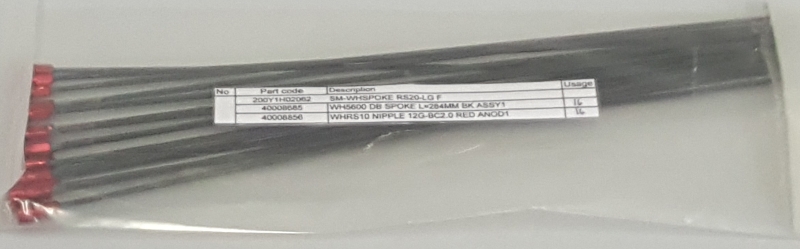 No Part code Description Usage
200Y1H02062 SM-WHSPOKE RS20-LG F
40008685 WH5600 DB SPOKE L=284MM BK ASSY1 16
40008856 WHRS10 NIPPLE 12G-BC2.0 RED ANOD1 16